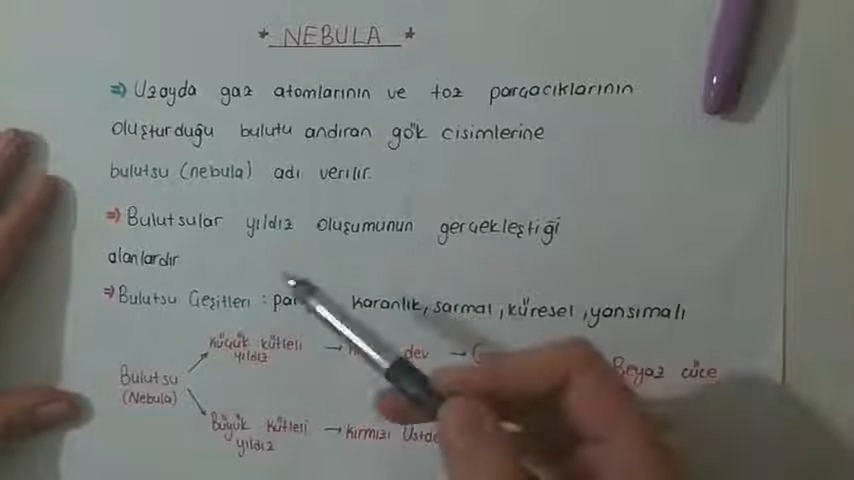 * NEBULA *
⇒ Uzayda gaz atomlarının ve toz parçacıklarının
oluşturduğu bulutu andıran gök cisimlerine
bulutsu (nebula) adı verilir.
⇒ Bulutsular yıldız oluşumunun gerçekleştiği
alanlardır
⇒ Bulutsu Çeşitleri : karanlık, sarmal, küresel, yansımalı
Küçük kütleli yıldız → dev → Beyaz cüce
Bulutsu (Nebula)
Büyük kütleli yıldız → kırmızı